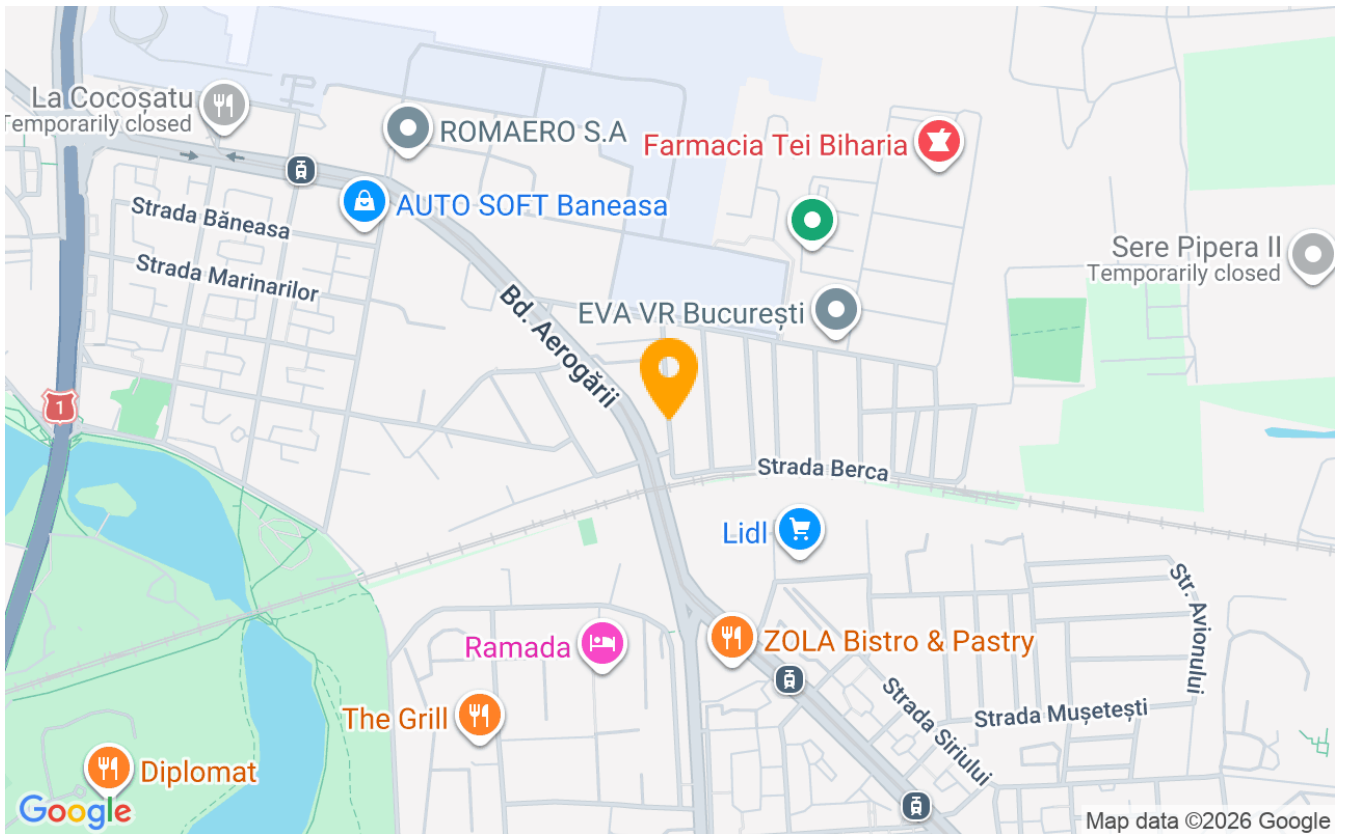 La Cocoșatu
Temporarily closed
ROMAERO S.A
Farmacia Tei Biharia
AUTO SOFT Baneasa
Strada Băneasa
Strada Marinarilor
Sere Pipera II
Temporarily closed
EVA VR București
Bd. Aerogării
1
Strada Berca
Lidl
Str. Avionului
Ramada
ZOLA Bistro & Pastry
The Grill
Strada Mușetești
Strada Siriului
Diplomat
Google
Map data ©2026 Google